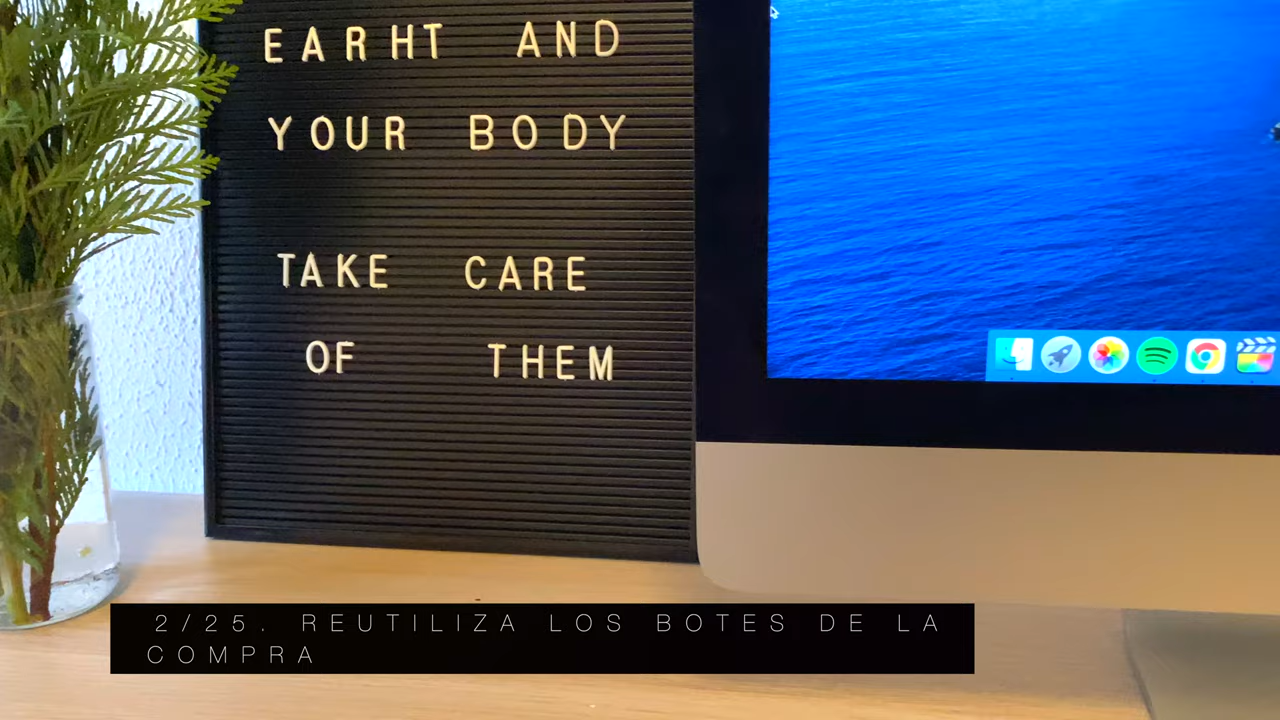 EARHT AND
YOUR BODY
TAKE CARE
OF THEM
2/25. REUTILIZA LOS BOTES DE LA
COMPRA